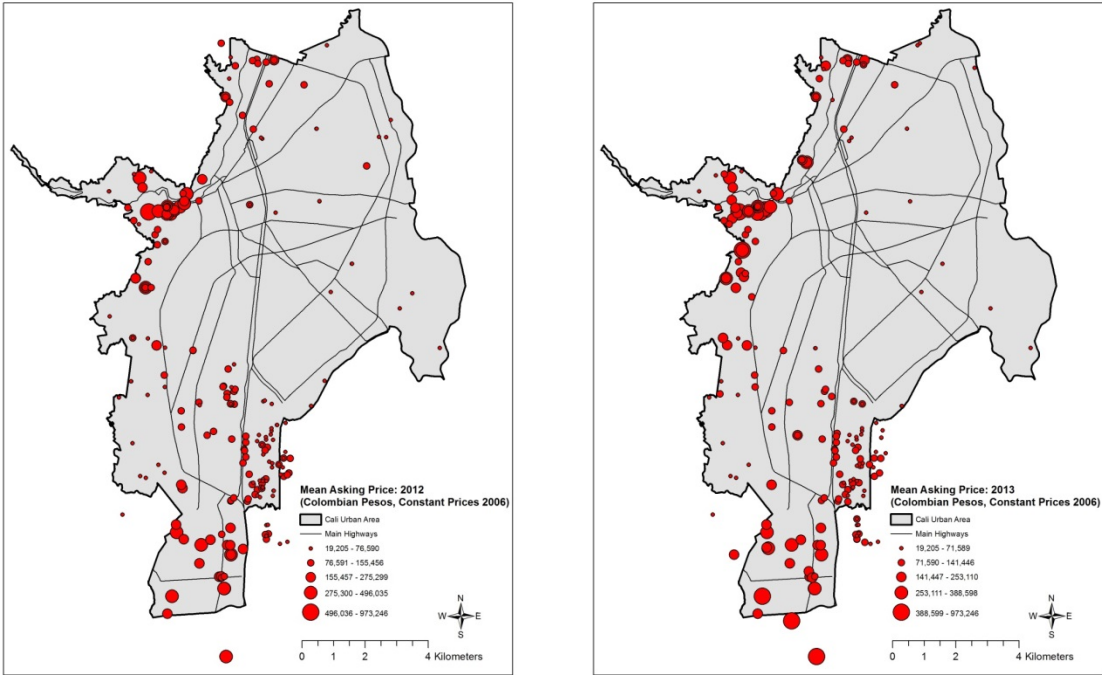 Mean Asking Price: 2012
(Colombian Pesos, Constant Prices 2006)
Cali Urban Area
Main Highways
19,205 - 76,590
76,591 - 155,456
155,457 - 275,299
275,300 - 496,035
496,036 - 973,246
N
W E
S
0 1 2 4 Kilometers
Mean Asking Price: 2013
(Colombian Pesos, Constant Prices 2006)
Cali Urban Area
Main Highways
19,205 - 71,589
71,590 - 141,446
141,447 - 253,110
253,111 - 388,598
388,599 - 973,246
N
W E
S
0 1 2 4 Kilometers